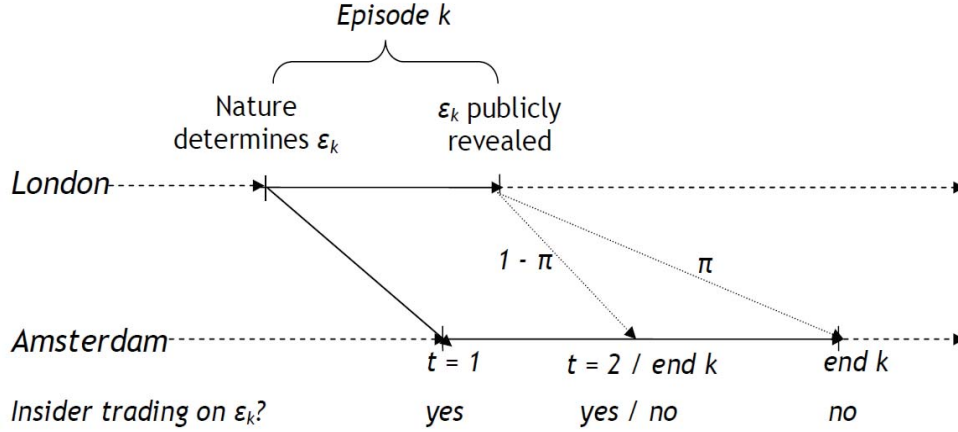 Episode k
Nature
determines εk
εk publicly
revealed
London
1 - π
π
Amsterdam
t = 1
t = 2 / end k
end k
Insider trading on εk?
yes
yes / no
no